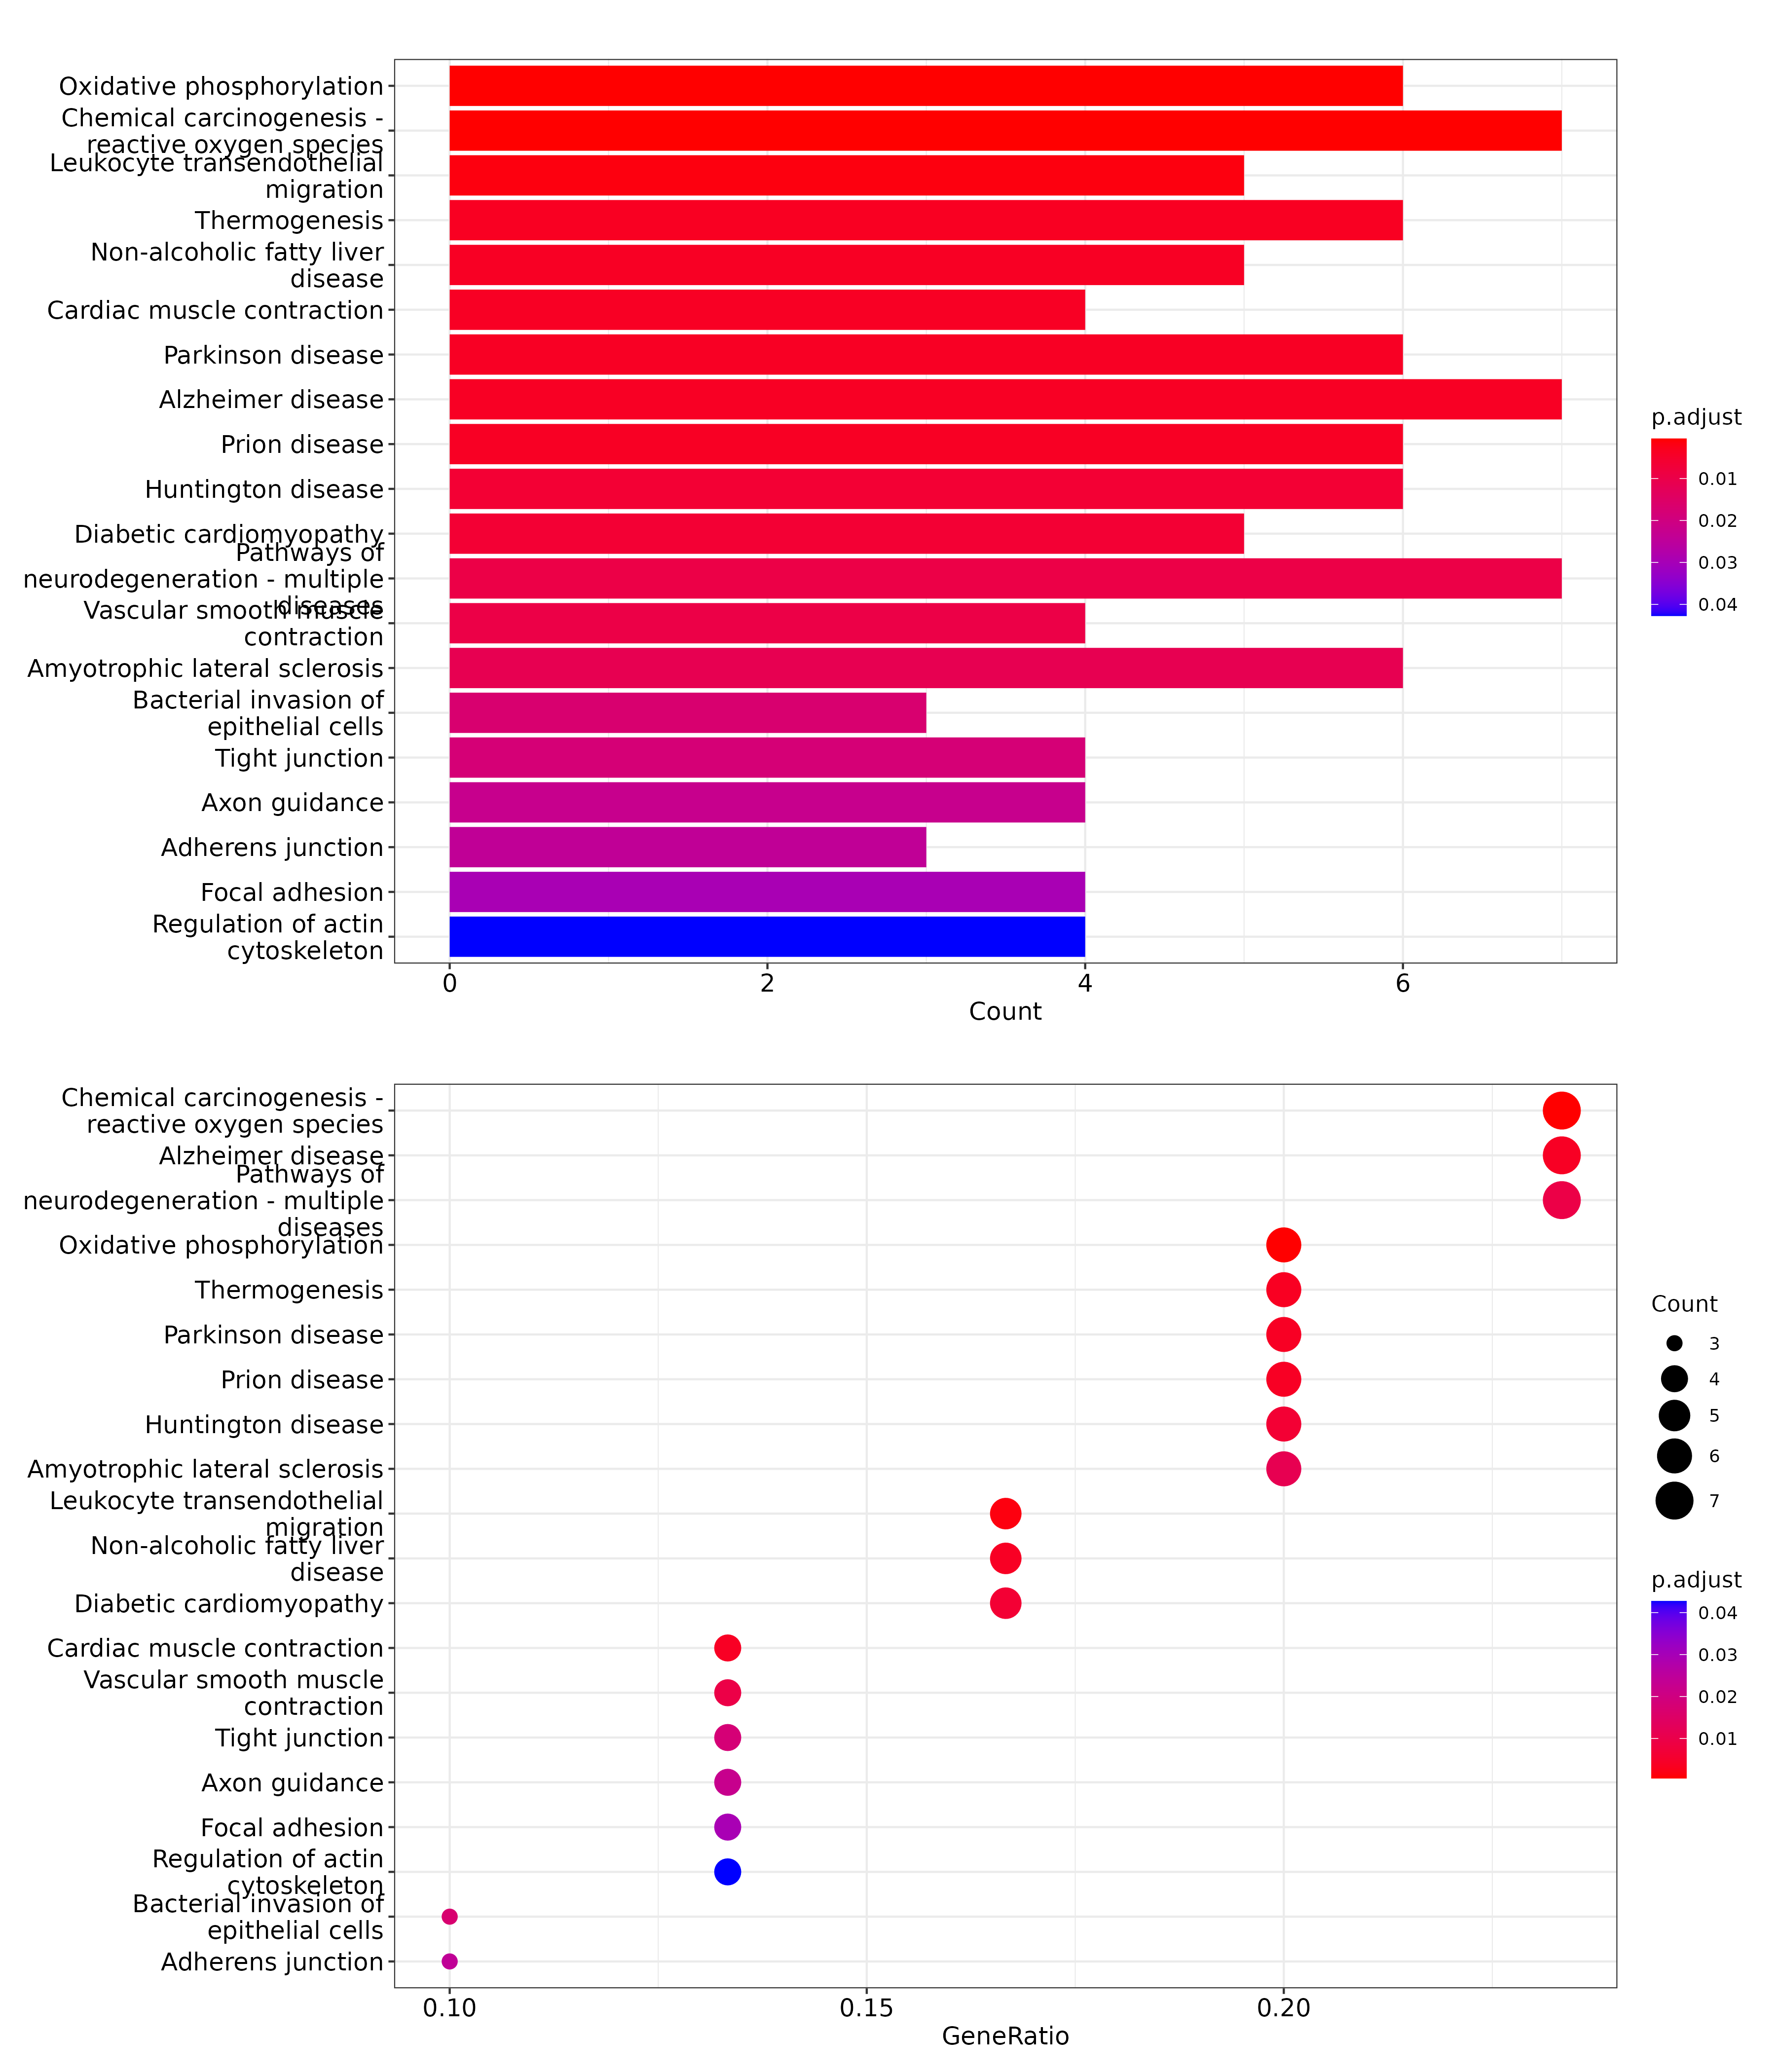 Oxidative phosphorylation
Chemical carcinogenesis -
reactive oxygen species
Leukocyte transendothelial
migration
Thermogenesis
Non-alcoholic fatty liver
disease
Cardiac muscle contraction
Parkinson disease
Alzheimer disease
Prion disease
Huntington disease
Diabetic cardiomyopathy
Pathways of
neurodegeneration - multiple
diseases
Vascular smooth muscle
contraction
Amyotrophic lateral sclerosis
Bacterial invasion of
epithelial cells
Tight junction
Axon guidance
Adherens junction
Focal adhesion
Regulation of actin
cytoskeleton
0 2 4 6
Count
p.adjust
0.01
0.02
0.03
0.04
Chemical carcinogenesis -
reactive oxygen species
Alzheimer disease
Pathways of
neurodegeneration - multiple
diseases
Oxidative phosphorylation
Thermogenesis
Parkinson disease
Prion disease
Huntington disease
Amyotrophic lateral sclerosis
Leukocyte transendothelial
migration
Non-alcoholic fatty liver
disease
Diabetic cardiomyopathy
Cardiac muscle contraction
Vascular smooth muscle
contraction
Tight junction
Axon guidance
Focal adhesion
Regulation of actin
cytoskeleton
Bacterial invasion of
epithelial cells
Adherens junction
0.10 0.15 0.20
GeneRatio
Count
3
4
5
6
7
p.adjust
0.04
0.03
0.02
0.01